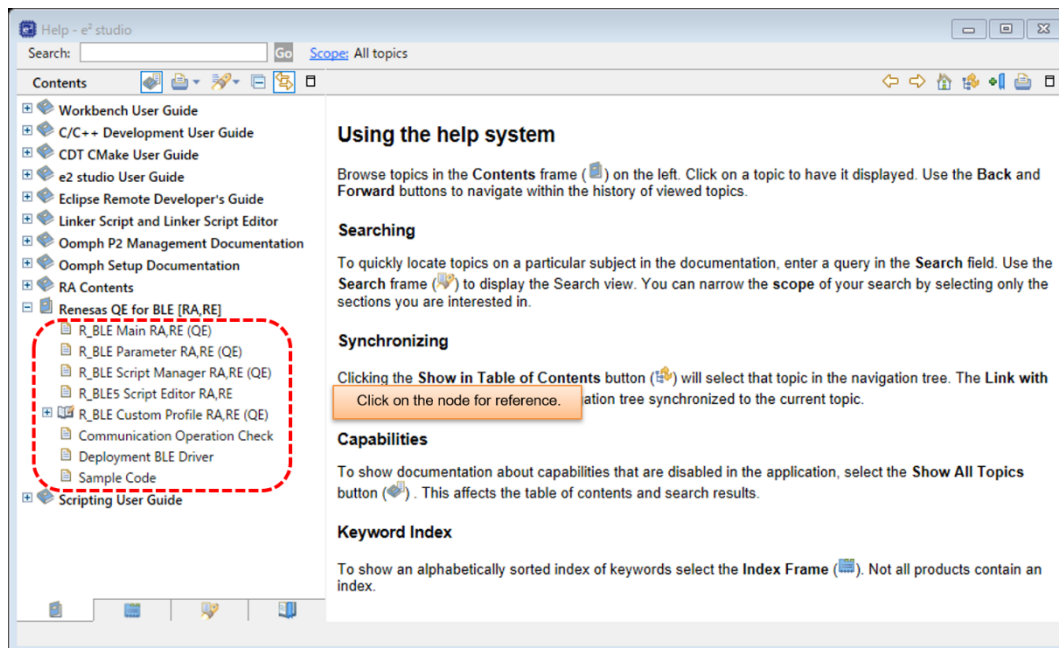 Help - e² studio
Search:
Go
Scope: All topics
Contents
Workbench User Guide
C/C++ Development User Guide
CDT CMake User Guide
e2 studio User Guide
Eclipse Remote Developer's Guide
Linker Script and Linker Script Editor
Oomph P2 Management Documentation
Oomph Setup Documentation
RA Contents
Renesas QE for BLE [RA,RE]
R_BLE Main RA,RE (QE)
R_BLE Parameter RA,RE (QE)
R_BLE Script Manager RA,RE (QE)
R_BLE5 Script Editor RA,RE
R_BLE Custom Profile RA,RE (QE)
Communication Operation Check
Deployment BLE Driver
Sample Code
Scripting User Guide
Using the help system
Browse topics in the Contents frame ( ) on the left. Click on a topic to have it displayed. Use the Back and
Forward buttons to navigate within the history of viewed topics.
Searching
To quickly locate topics on a particular subject in the documentation, enter a query in the Search field. Use the
Search frame ( ) to display the Search view. You can narrow the scope of your search by selecting only the
sections you are interested in.
Synchronizing
Clicking the Show in Table of Contents button ( ) will select that topic in the navigation tree. The Link with
Click on the node for reference.
ation tree synchronized to the current topic.
Capabilities
To show documentation about capabilities that are disabled in the application, select the Show All Topics
button ( ) . This affects the table of contents and search results.
Keyword Index
To show an alphabetically sorted index of keywords select the Index Frame ( ). Not all products contain an
index.